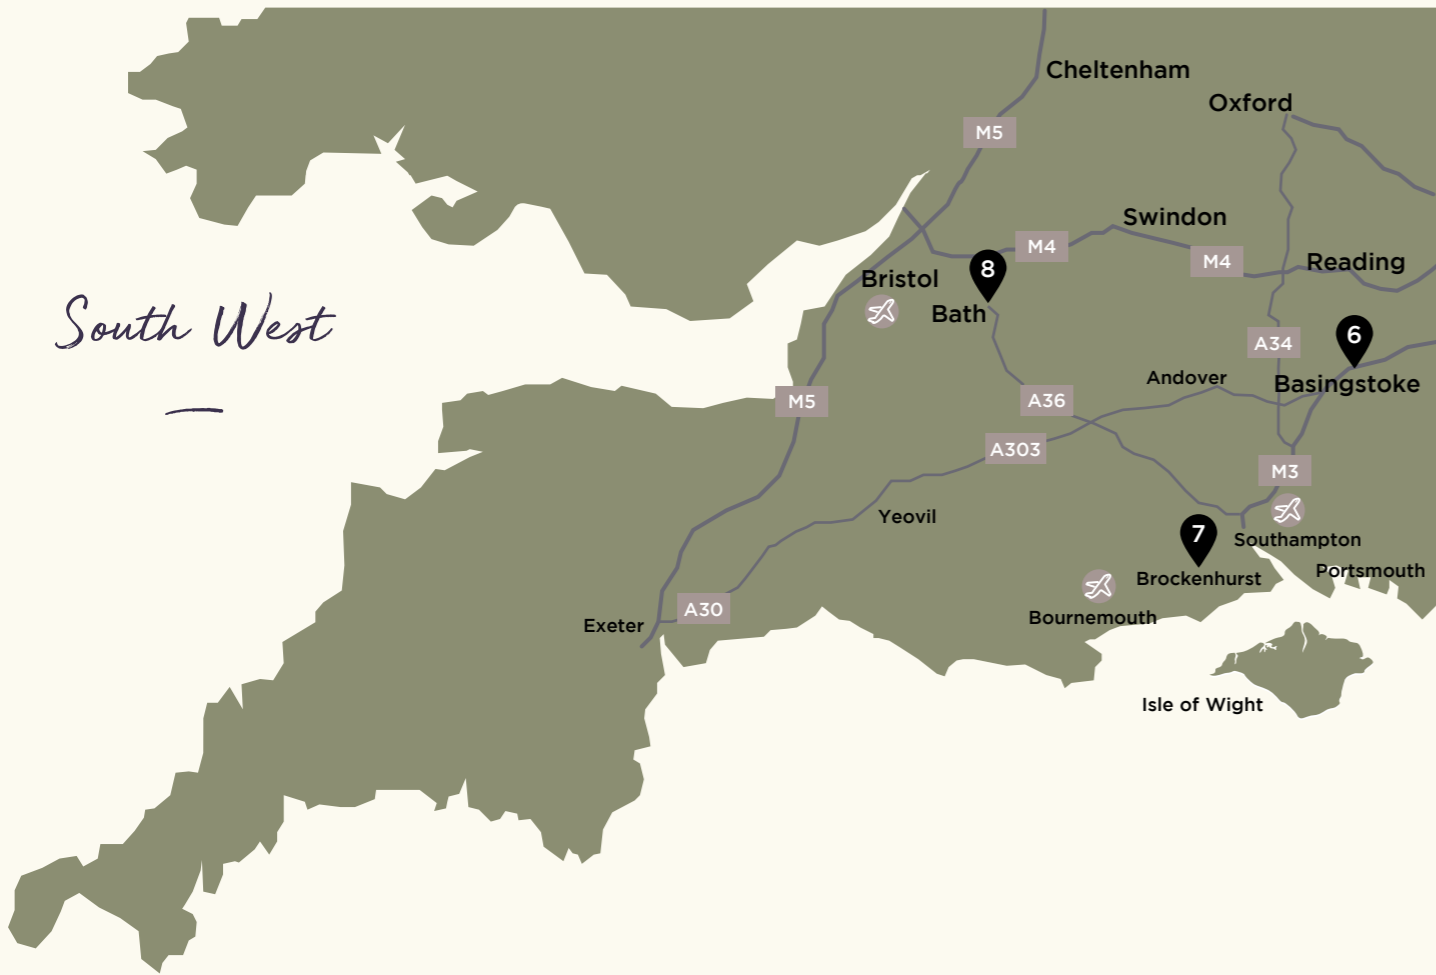 Cheltenham
Oxford
M5
Swindon
M4
M4
Reading
8
Bristol
Bath
South West
6
A34
Andover
Basingstoke
M5
A36
A303
M3
Yeovil
7
Southampton
Brockenhurst
Portsmouth
A30
Bournemouth
Exeter
Isle of Wight